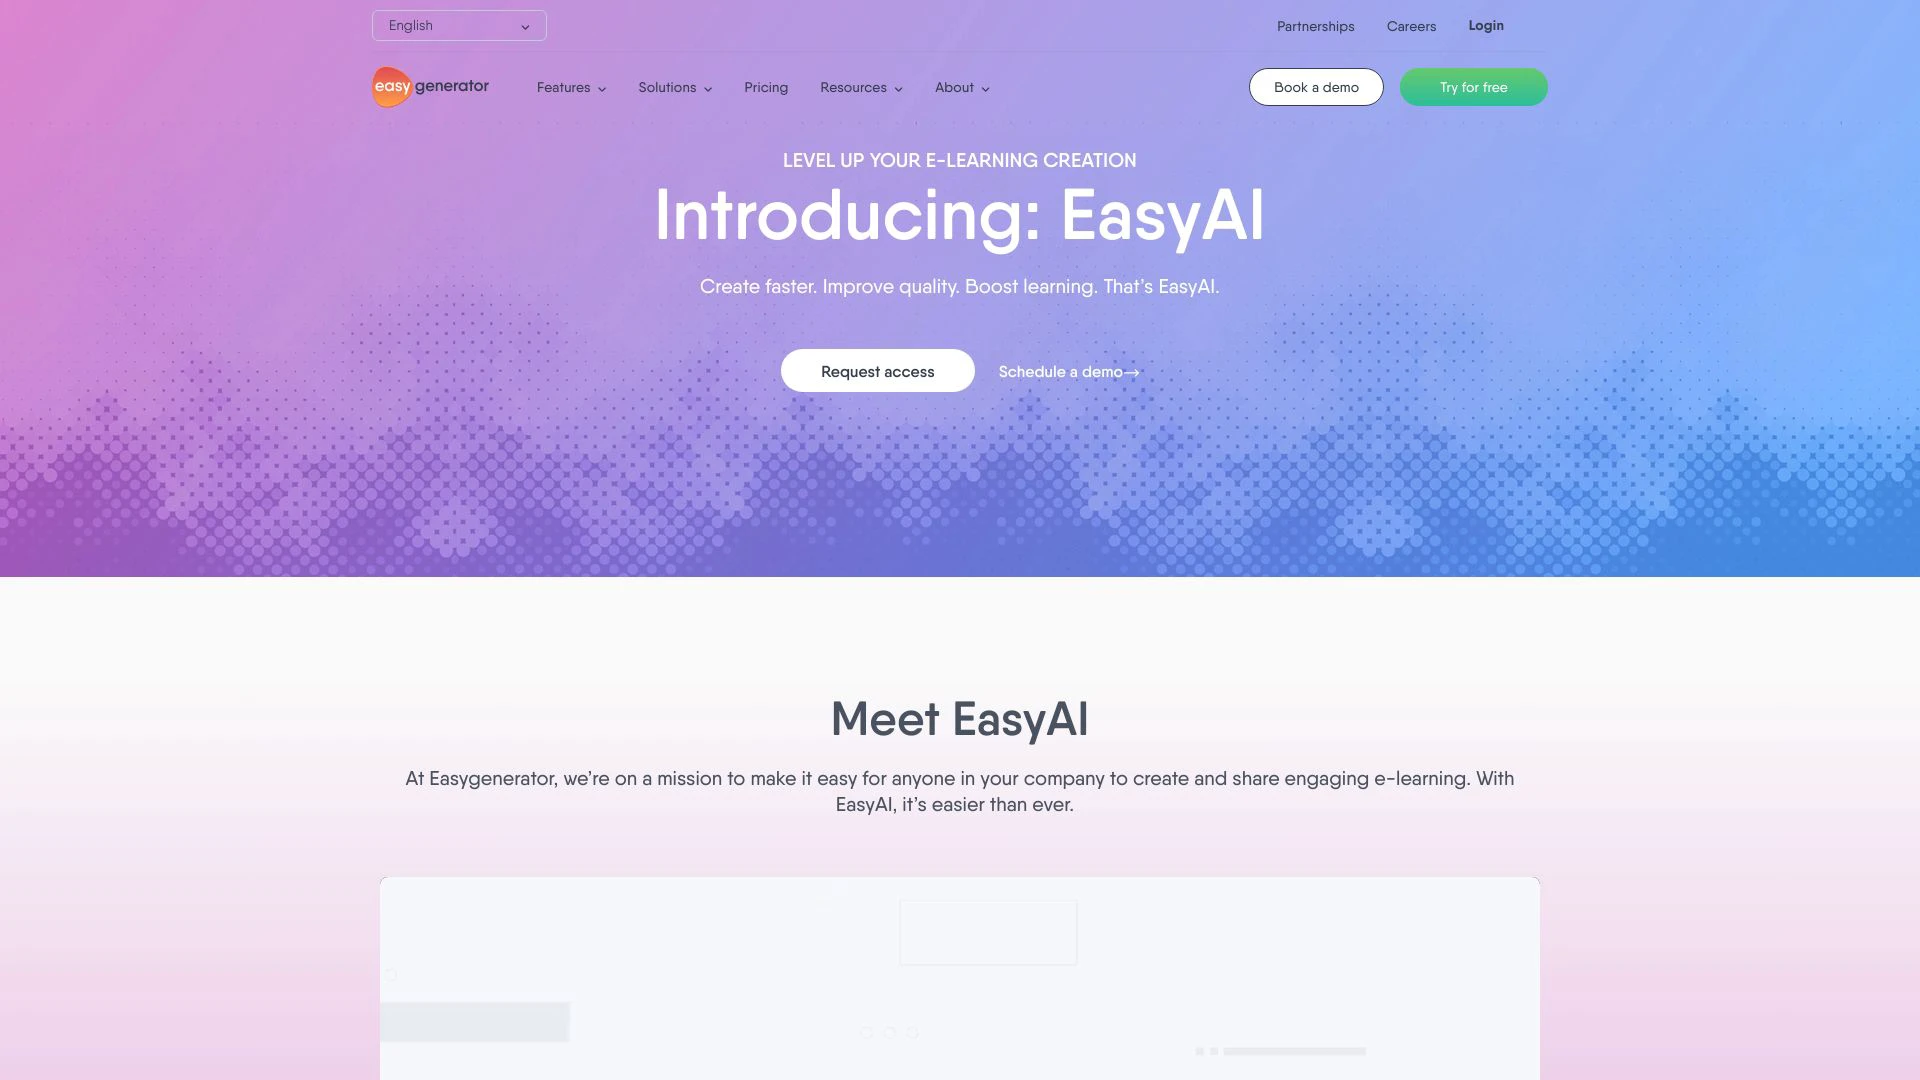 English
Partnerships
Careers
Login
easygenerator
Features
Solutions
Pricing
Resources
About
Book a demo
Try for free
LEVEL UP YOUR E-LEARNING CREATION
Introducing: EasyAI
Create faster. Improve quality. Boost learning. That’s EasyAI.
Request access
Schedule a demo→
Meet EasyAI
At Easygenerator, we’re on a mission to make it easy for anyone in your company to create and share engaging e-learning. With
EasyAI, it’s easier than ever.